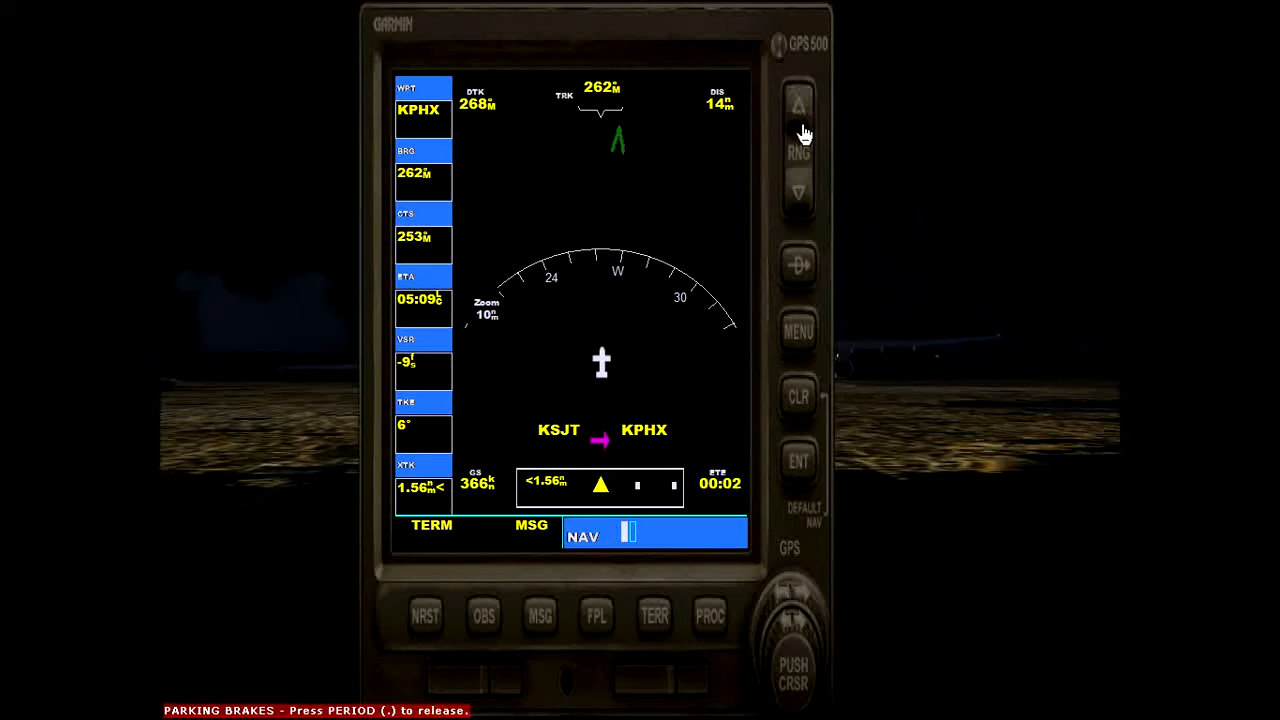 GARMIN
GPS 500
WPT
KPHX
DTK
268°M
TRK
262°M
DIS
14nm
BRG
262°M
RNG
CTS
253°M
24
W
30
ETA
05:09LC
Zoom
10nm
D
VSR
-9fs
MENU
TKE
6°
CLR
KSJT
KPHX
XTK
1.56nm<
GS
366kn
<1.56nm
ETE
00:02
ENT
TERM
MSG
NAV
DEFAULT
NAV
GPS
NRST
OBS
MSG
FPL
TERR
PROC
PUSH
CRSR
PARKING BRAKES - Press PERIOD (.) to release.